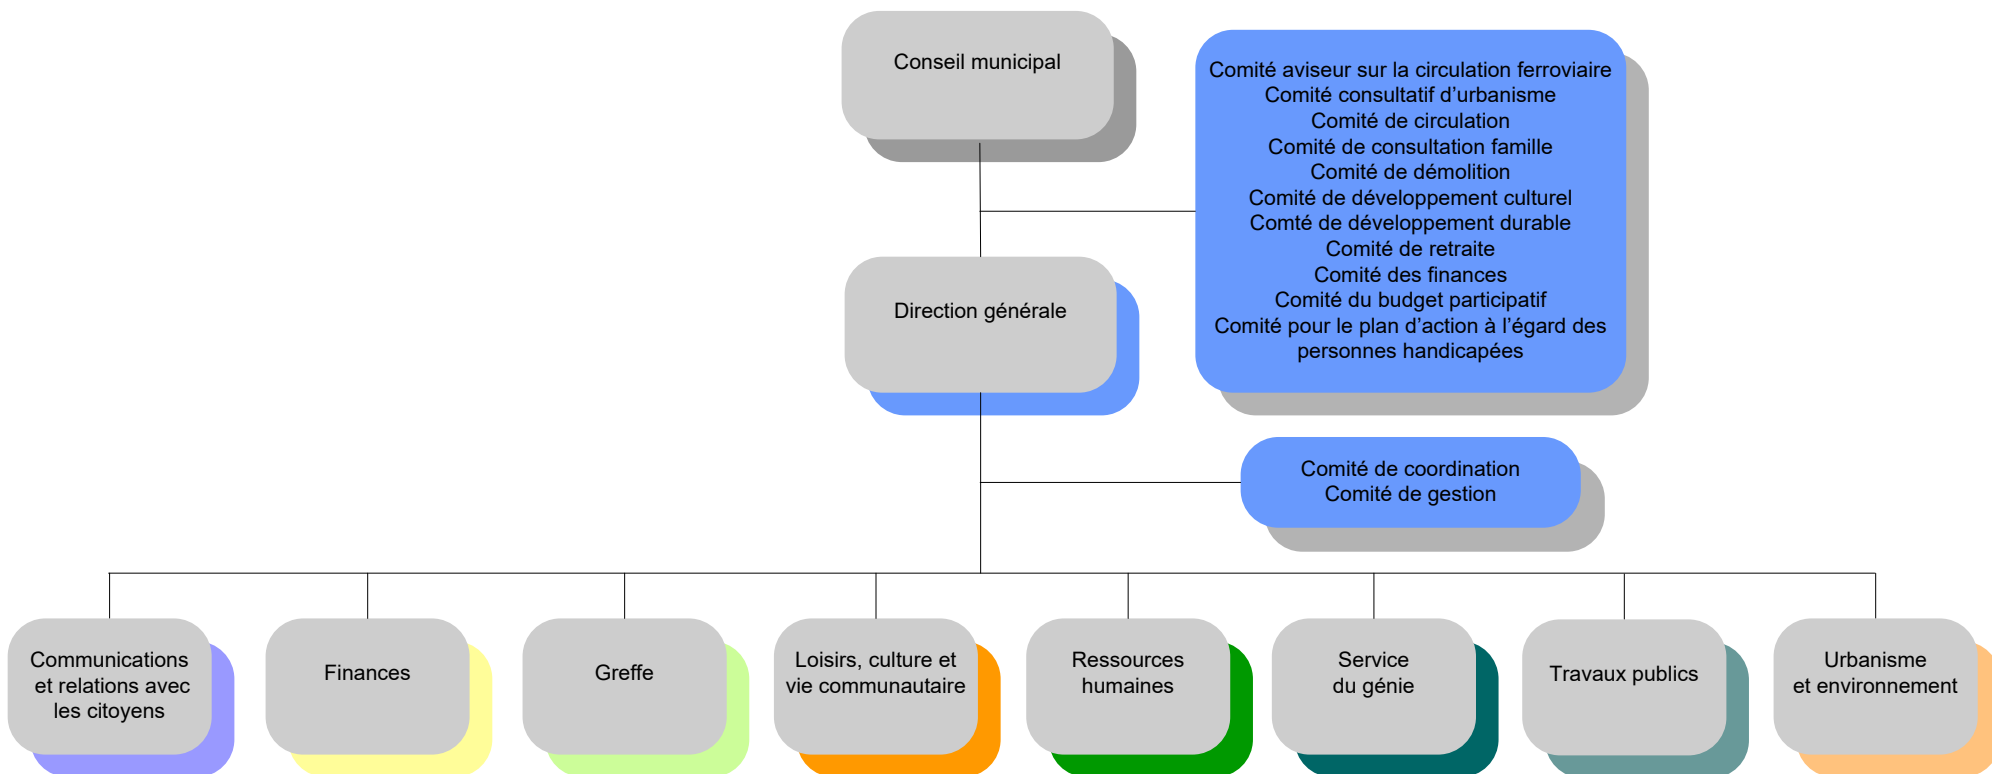 Conseil municipal
Comité aviseur sur la circulation ferroviaire
Comité consultatif d’urbanisme
Comité de circulation
Comité de consultation famille
Comité de démolition
Comité de développement culturel
Comté de développement durable
Comité de retraite
Comité des finances
Comité du budget participatif
Comité pour le plan d’action à l’égard des
personnes handicapées
Direction générale
Comité de coordination
Comité de gestion
Communications
et relations avec
les citoyens
Finances
Greffe
Loisirs, culture et
vie communautaire
Ressources
humaines
Service
du génie
Travaux publics
Urbanisme
et environnement